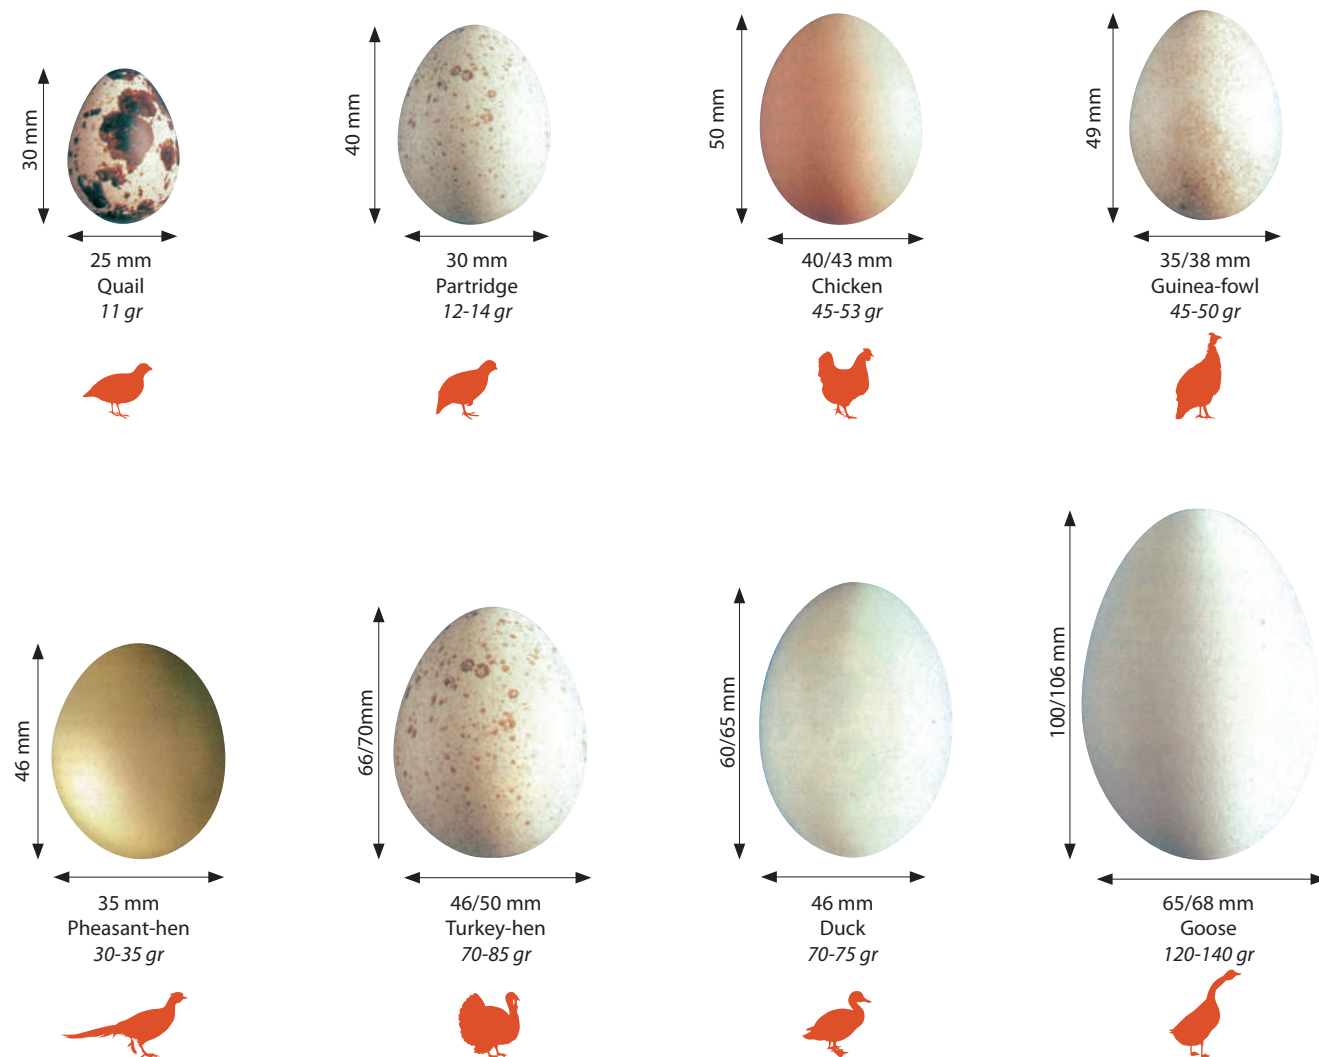 30 mm
25 mm
Quail
11 gr
40 mm
30 mm
Partridge
12-14 gr
50 mm
40/43 mm
Chicken
45-53 gr
49 mm
35/38 mm
Guinea-fowl
45-50 gr
46 mm
35 mm
Pheasant-hen
30-35 gr
66/70mm
46/50 mm
Turkey-hen
70-85 gr
60/65 mm
46 mm
Duck
70-75 gr
100/106 mm
65/68 mm
Goose
120-140 gr